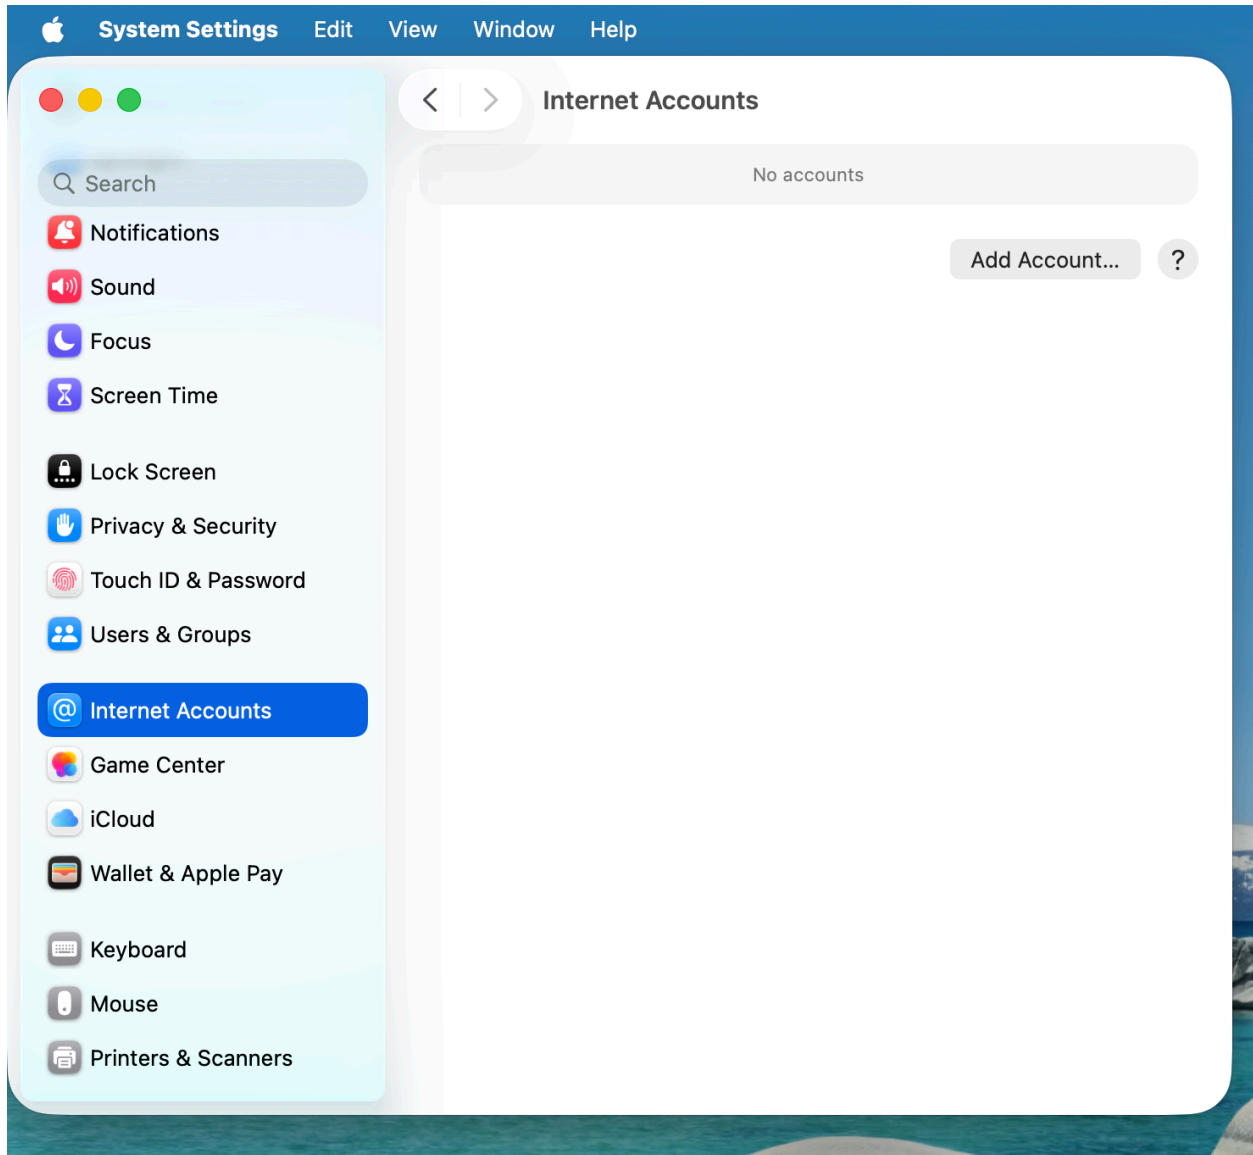 System Settings Edit View Window Help
Internet Accounts
Search
Notifications
Sound
Focus
Screen Time
Lock Screen
Privacy & Security
Touch ID & Password
Users & Groups
Internet Accounts
Game Center
iCloud
Wallet & Apple Pay
Keyboard
Mouse
Printers & Scanners
No accounts
Add Account... ?